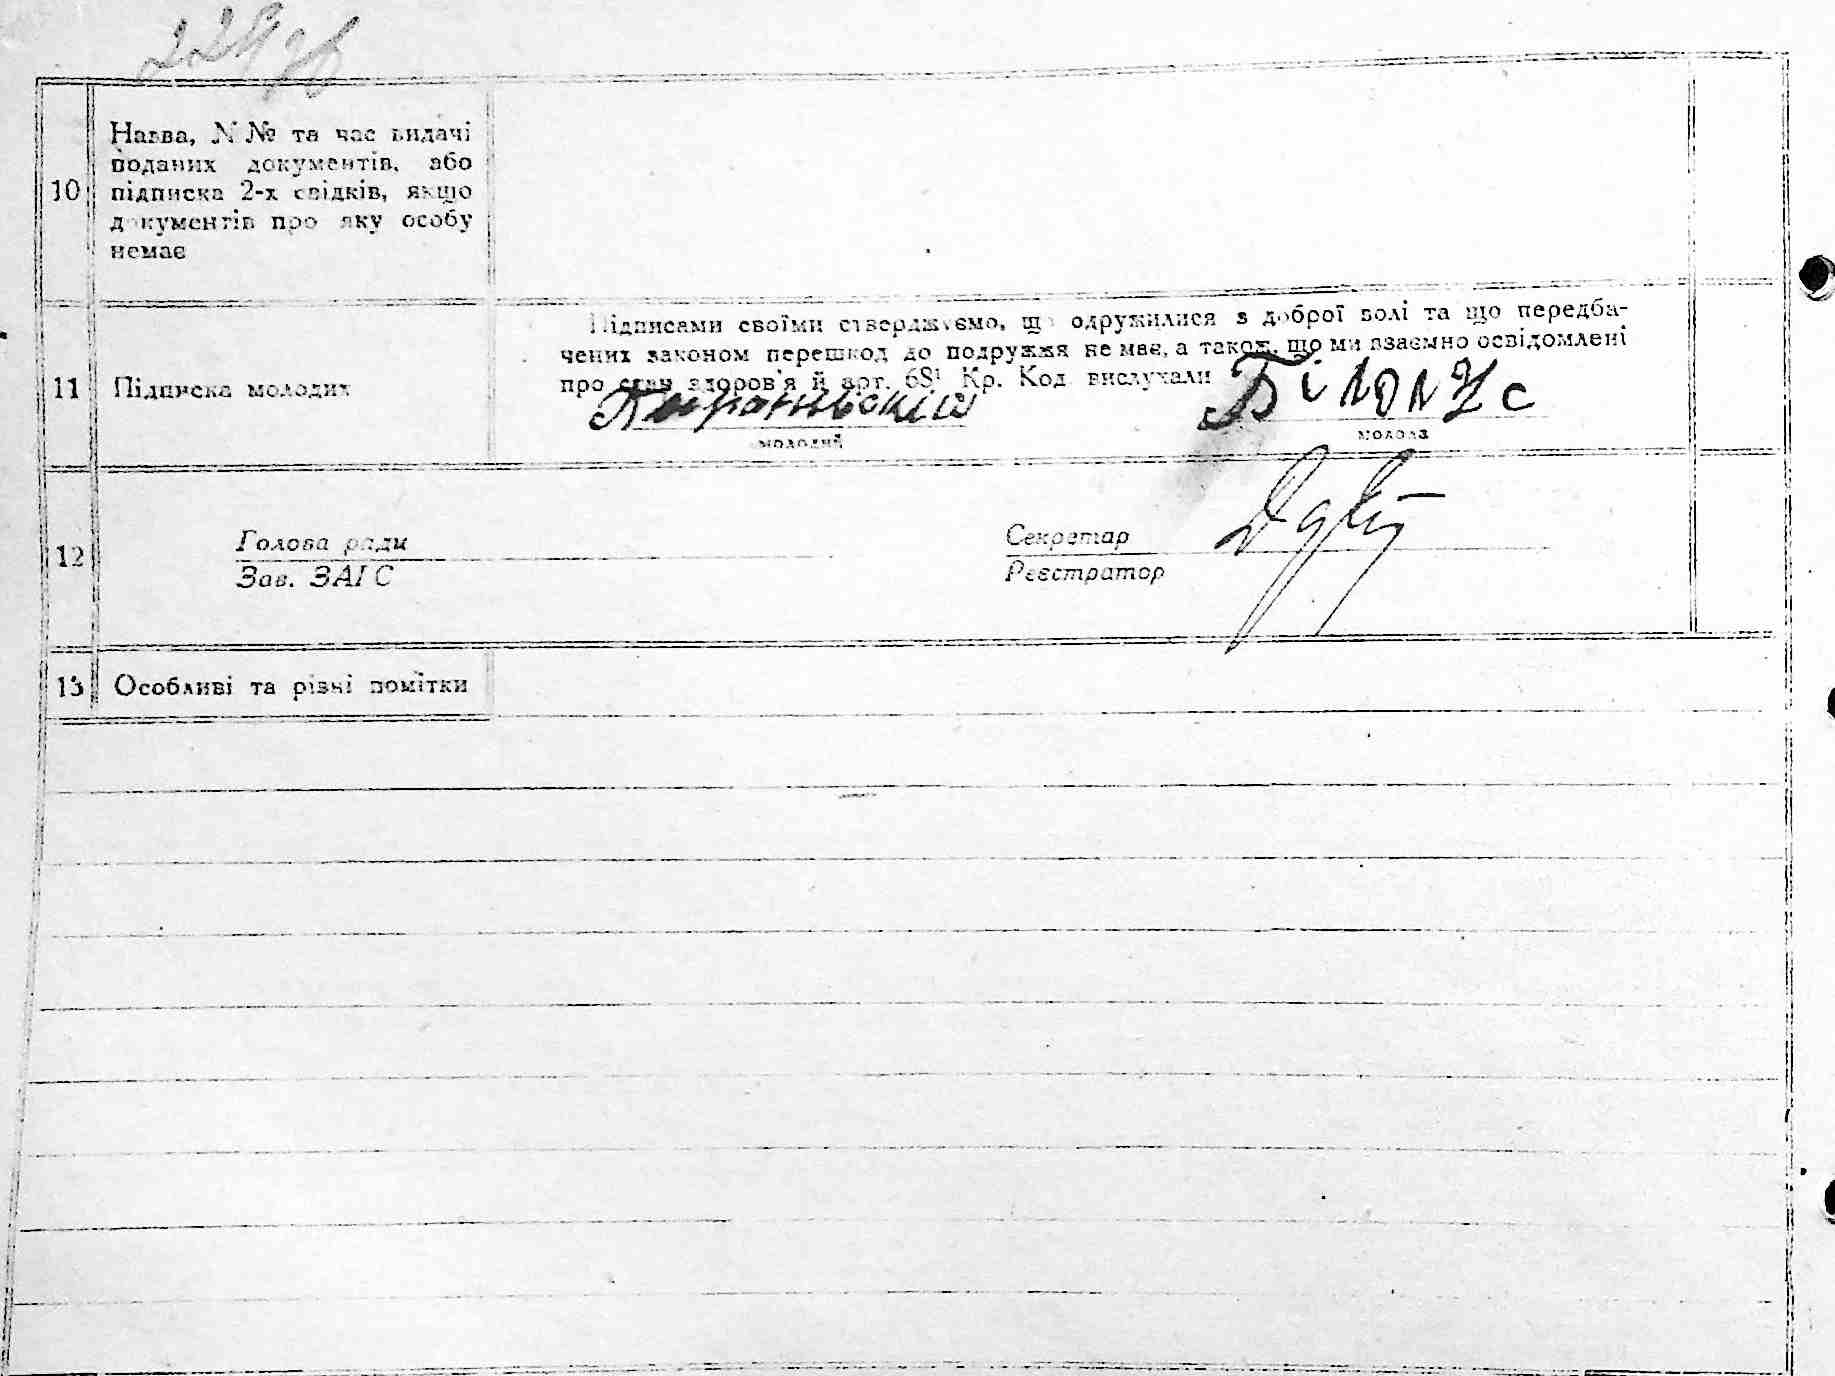 10
Назва, N№ та час видачі
поданих документів, або
підписка 2-х свідків, якщо
документів про яку особу
немає
11
Підписка молодих
Підписами своїми стверджуємо, що одружилися з доброї волі та що передба-
чених законом перешкод до подружжя не має, а також, що ми взаємно освідомлені
про стан здоров'я й арт. 68¹ Кр. Код вислухали
Білоус
молодий
молода
12
Голова ради
Зав. ЗАГС
Секретар
Реєстратор
13
Особливі та різні помітки